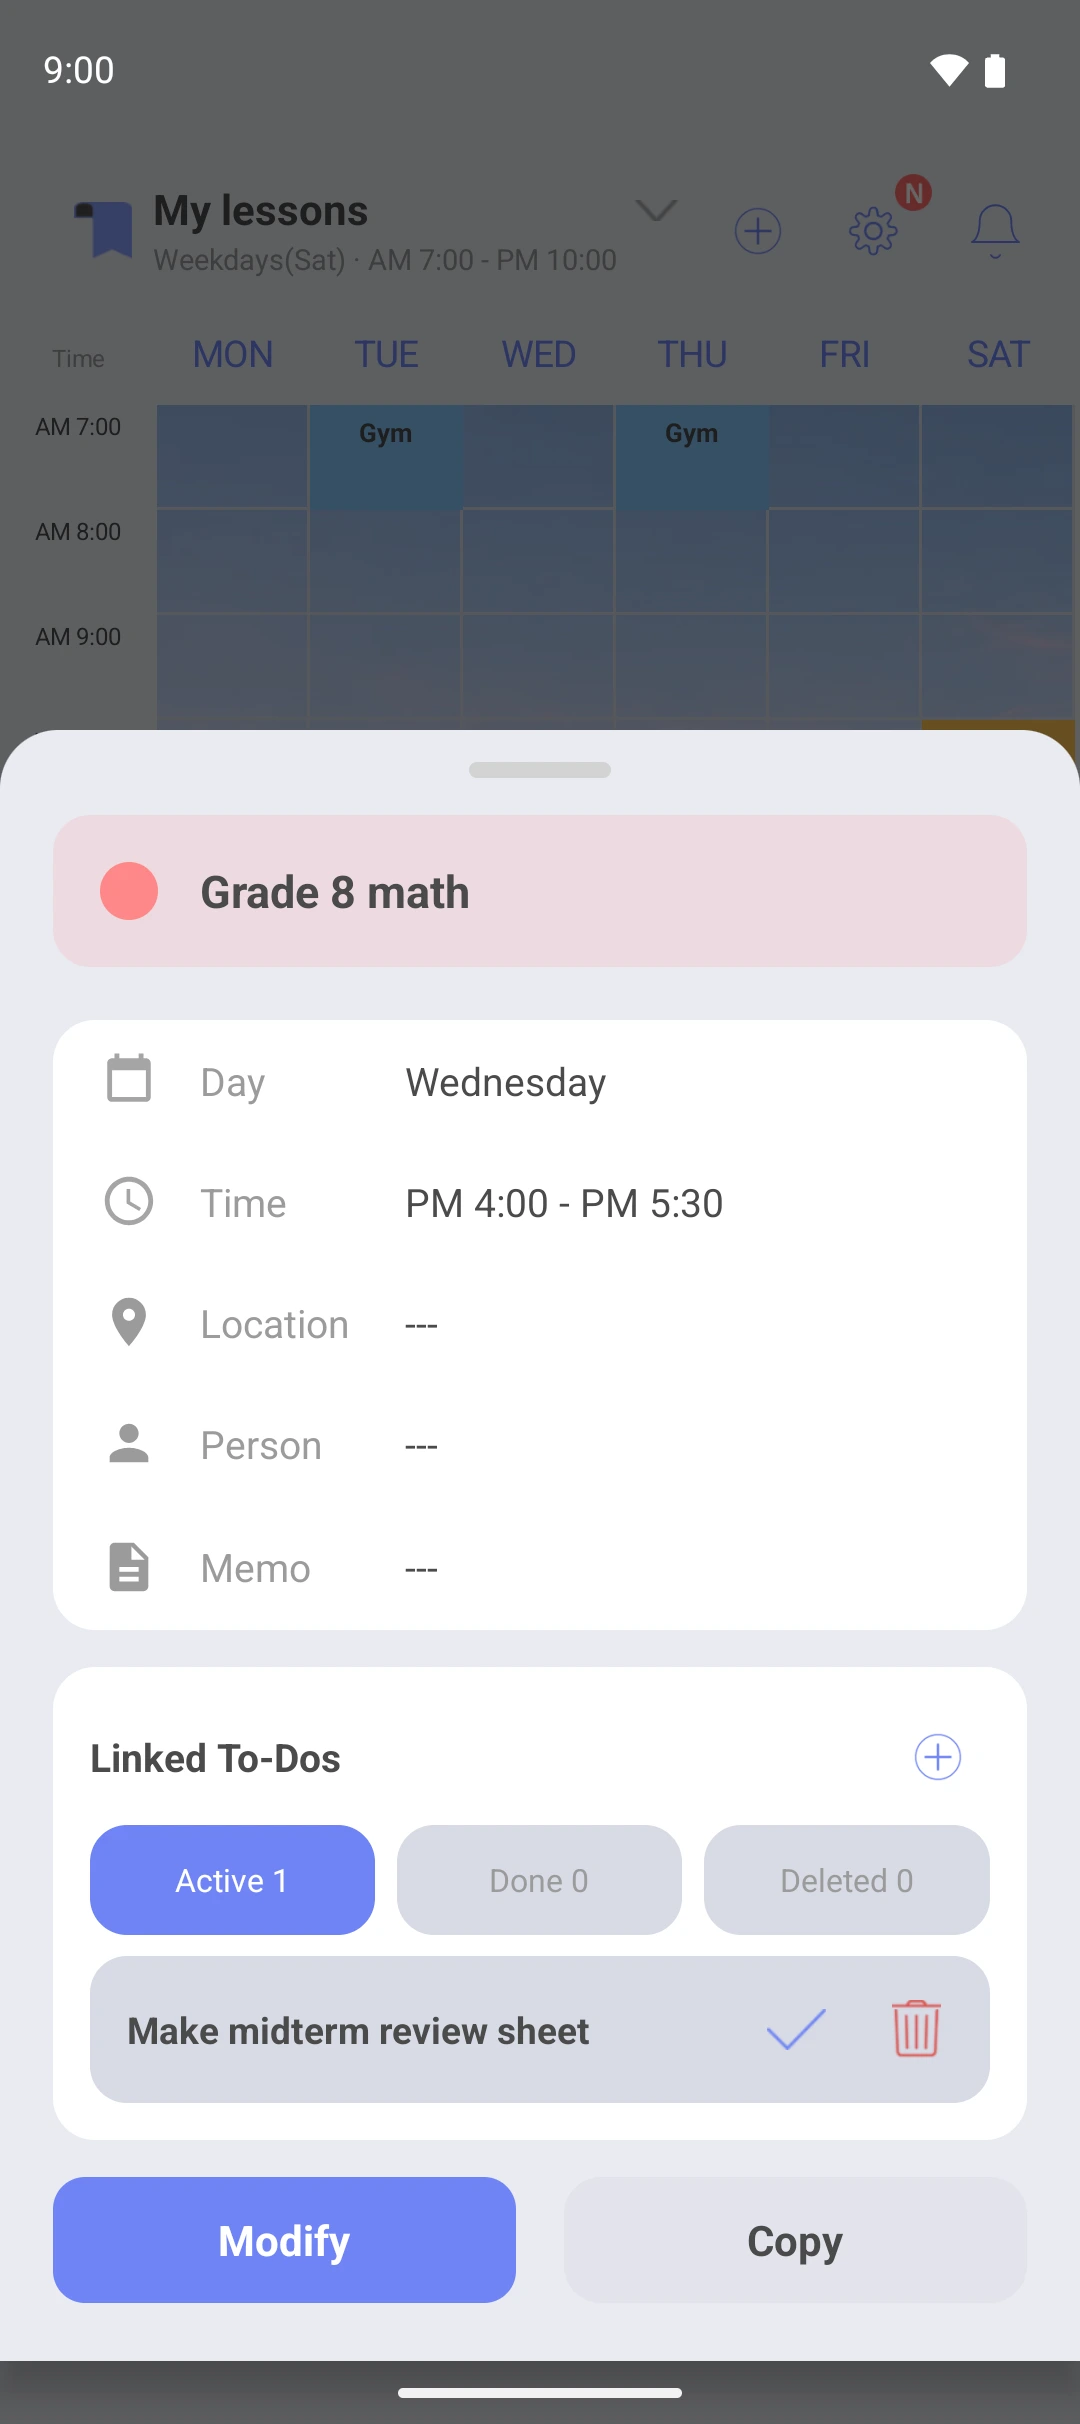 9:00
My lessons
N
Weekdays(Sat) · AM 7:00 - PM 10:00
Time MON TUE WED THU FRI SAT
AM 7:00 Gym Gym
AM 8:00
AM 9:00
Grade 8 math
Day Wednesday
Time PM 4:00 - PM 5:30
Location ---
Person ---
Memo ---
Linked To-Dos
Active 1 Done 0 Deleted 0
Make midterm review sheet
Modify Copy